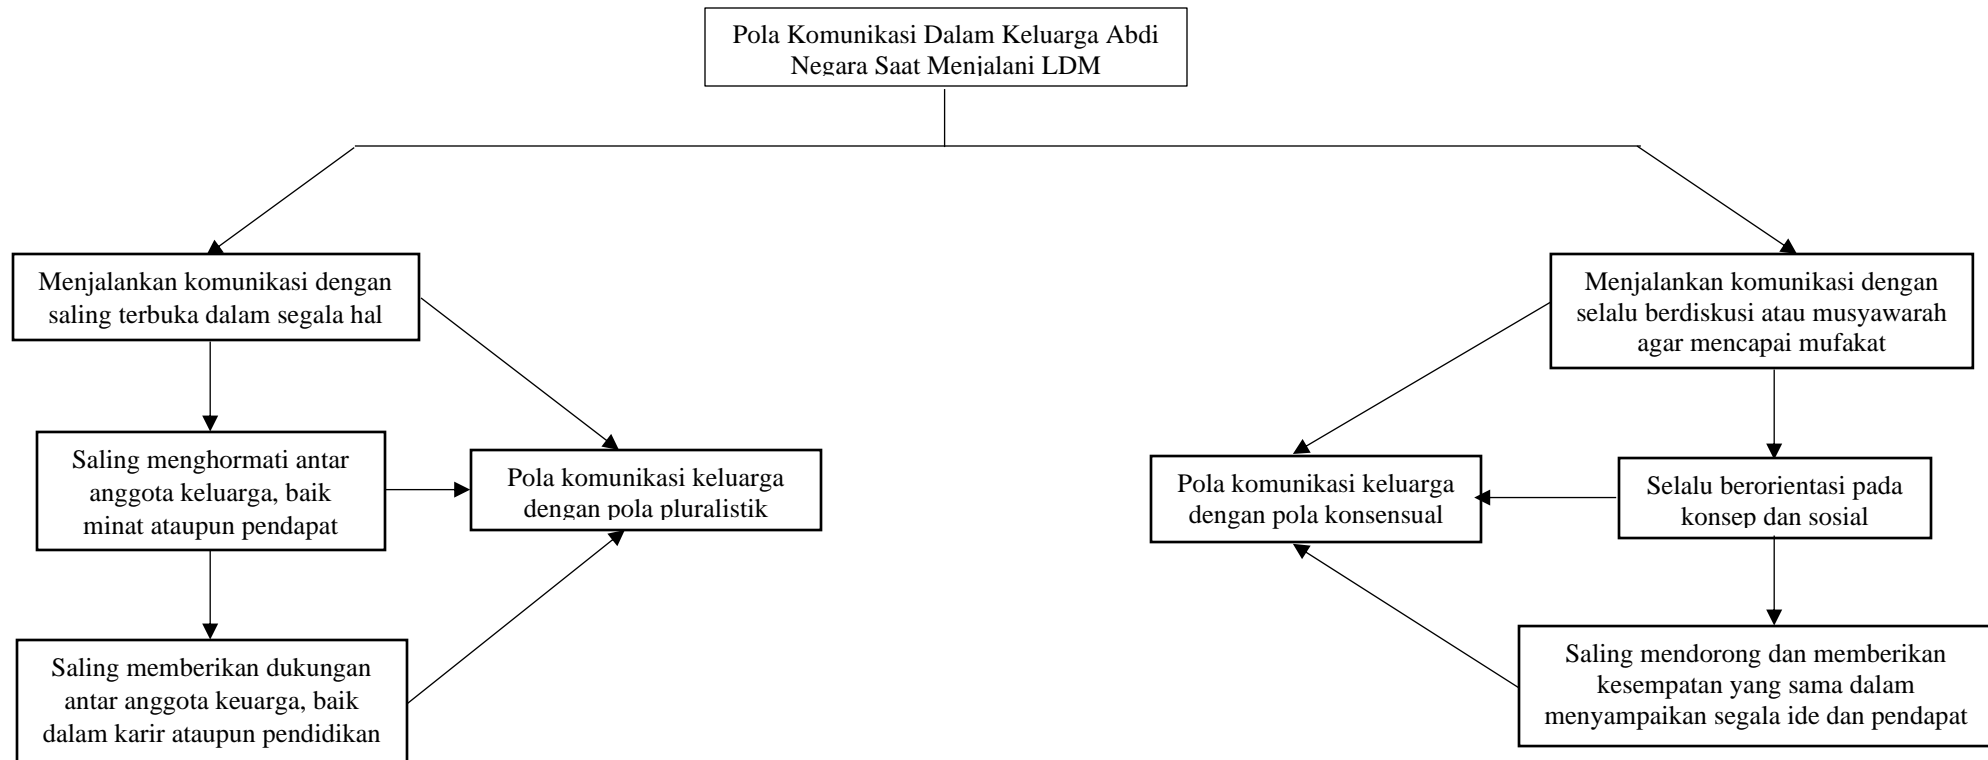 Pola Komunikasi Dalam Keluarga Abdi
Negara Saat Menjalani LDM
Menjalankan komunikasi dengan
saling terbuka dalam segala hal
Saling menghormati antar
anggota keluarga, baik
minat ataupun pendapat
Saling memberikan dukungan
antar anggota keuarga, baik
dalam karir ataupun pendidikan
Pola komunikasi keluarga
dengan pola pluralistik
Pola komunikasi keluarga
dengan pola konsensual
Menjalankan komunikasi dengan
selalu berdiskusi atau musyawarah
agar mencapai mufakat
Selalu berorientasi pada
konsep dan sosial
Saling mendorong dan memberikan
kesempatan yang sama dalam
menyampaikan segala ide dan pendapat